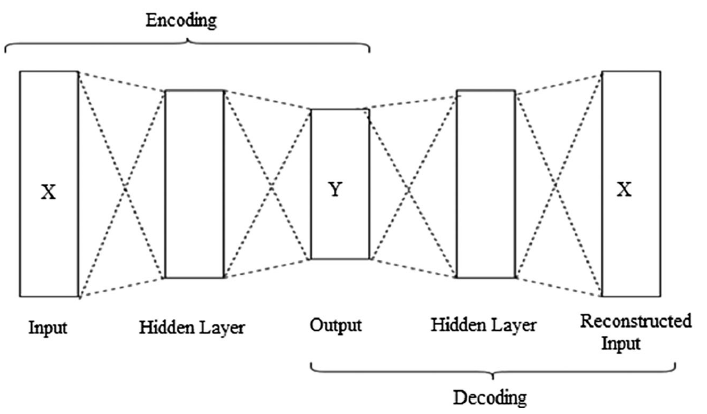 Encoding
X
Y
X
Input
Hidden Layer
Output
Hidden Layer
Reconstructed
Input
Decoding